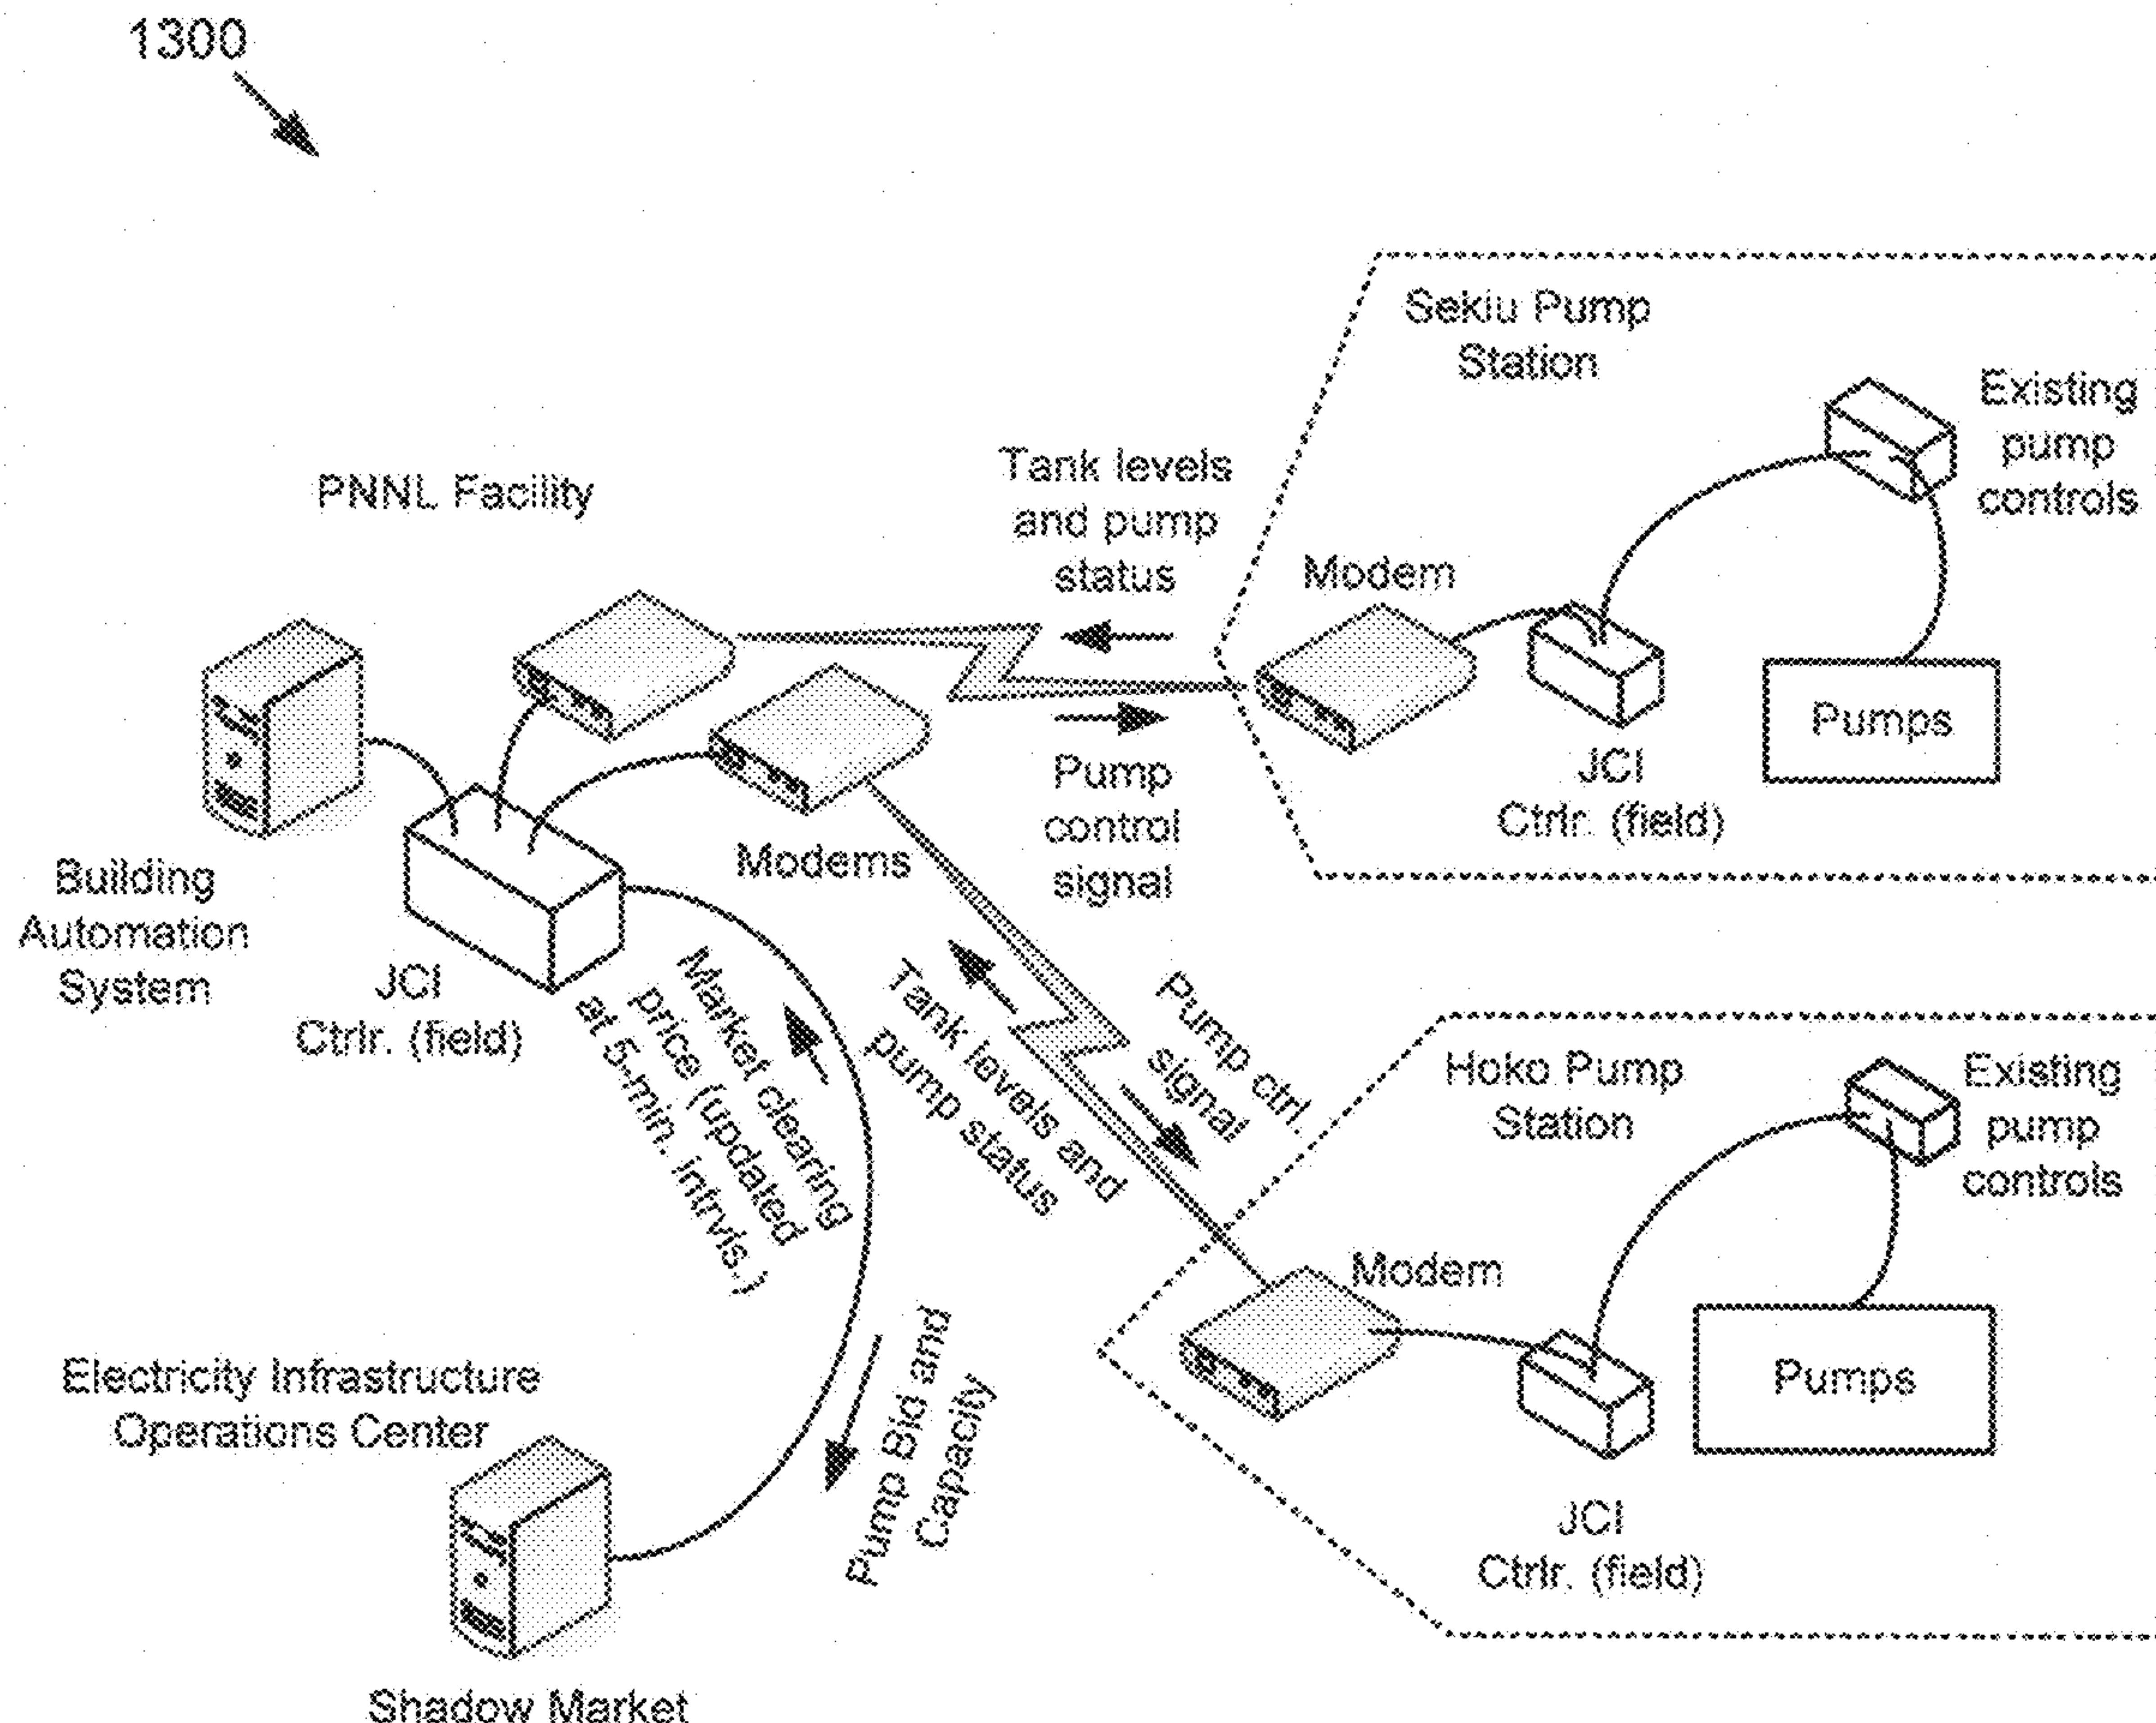 1300
Sekiu Pump
Station
Existing
pump
controls
Tank levels
and pump
status
PNNL Facility
Modem
Pumps
JCI
Ctrlr. (field)
Pump
control
signal
Modems
Building
Automation
System
JCI
Ctrlr. (field)
Market clearing
price (updated
at 5-min. intrvls.)
Tank levels and
pump status
Pump ctrl.
signal
Hoko Pump
Station
Existing
pump
controls
Modem
Pumps
JCI
Ctrlr. (field)
Pump Bid and
Capacity
Electricity Infrastructure
Operations Center
Shadow Market